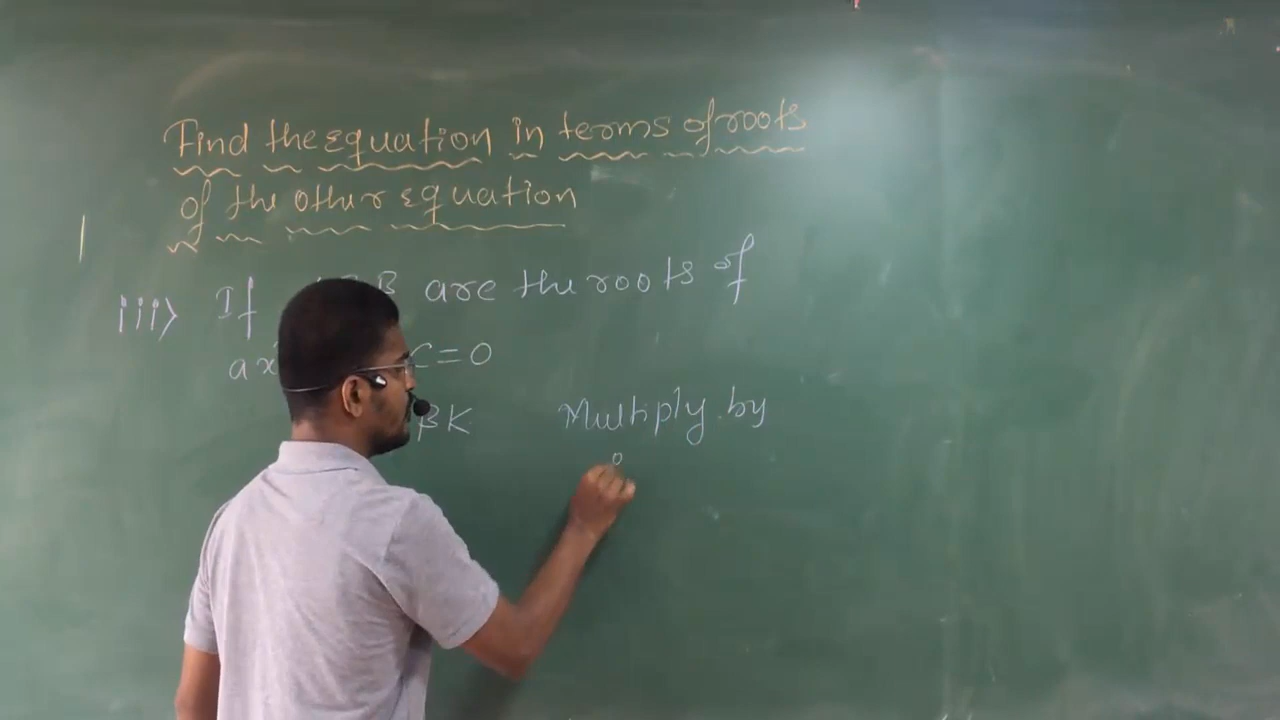 Find the Equation in terms of roots
of the other Equation
iii) If B are the roots of
ax C=0
βK Multiply by